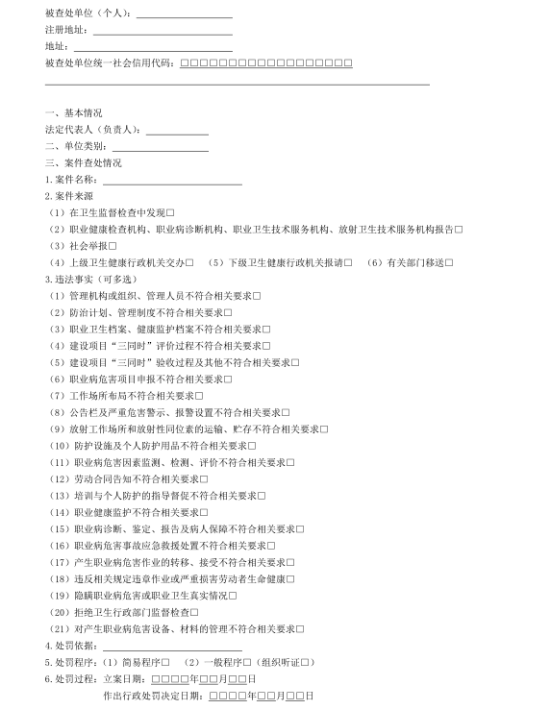 被查处单位（个人）：
注册地址：
地址：
被查处单位统一社会信用代码：□□□□□□□□□□□□□□□□□□
一、基本情况
法定代表人（负责人）：
二、单位类别：
三、案件查处情况
1.案件名称：
2.案件来源
（1）在卫生监督检查中发现□
（2）职业健康检查机构、职业病诊断机构、职业卫生技术服务机构、放射卫生技术服务机构报告□
（3）社会举报□
（4）上级卫生健康行政机关交办□ （5）下级卫生健康行政机关报请□ （6）有关部门移送□
3.违法事实（可多选）
（1）管理机构或组织、管理人员不符合相关要求□
（2）防治计划、管理制度不符合相关要求□
（3）职业卫生档案、健康监护档案不符合相关要求□
（4）建设项目“三同时”评价过程不符合相关要求□
（5）建设项目“三同时”验收过程及其他不符合相关要求□
（6）职业病危害项目申报不符合相关要求□
（7）工作场所布局不符合相关要求□
（8）公告栏及严重危害警示、报警设置不符合相关要求□
（9）放射工作场所和放射性同位素的运输、贮存不符合相关要求□
（10）防护设施及个人防护用品不符合相关要求□
（11）职业病危害因素监测、检测、评价不符合相关要求□
（12）劳动合同告知不符合相关要求□
（13）培训与个人防护的指导督促不符合相关要求□
（14）职业健康监护不符合相关要求□
（15）职业病诊断、鉴定、报告及病人保障不符合相关要求□
（16）职业病危害事故应急救援处置不符合相关要求□
（17）产生职业病危害作业的转移、接受不符合相关要求□
（18）违反相关规定违章作业或严重损害劳动者生命健康□
（19）隐瞒职业病危害或职业卫生真实情况□
（20）拒绝卫生行政部门监督检查□
（21）对产生职业病危害设备、材料的管理不符合相关要求□
4.处罚依据：
5.处罚程序：（1）简易程序□ （2）一般程序□（组织听证□）
6.处罚过程：立案日期：□□□□年□□月□□日
作出行政处罚决定日期：□□□□年□□月□□日